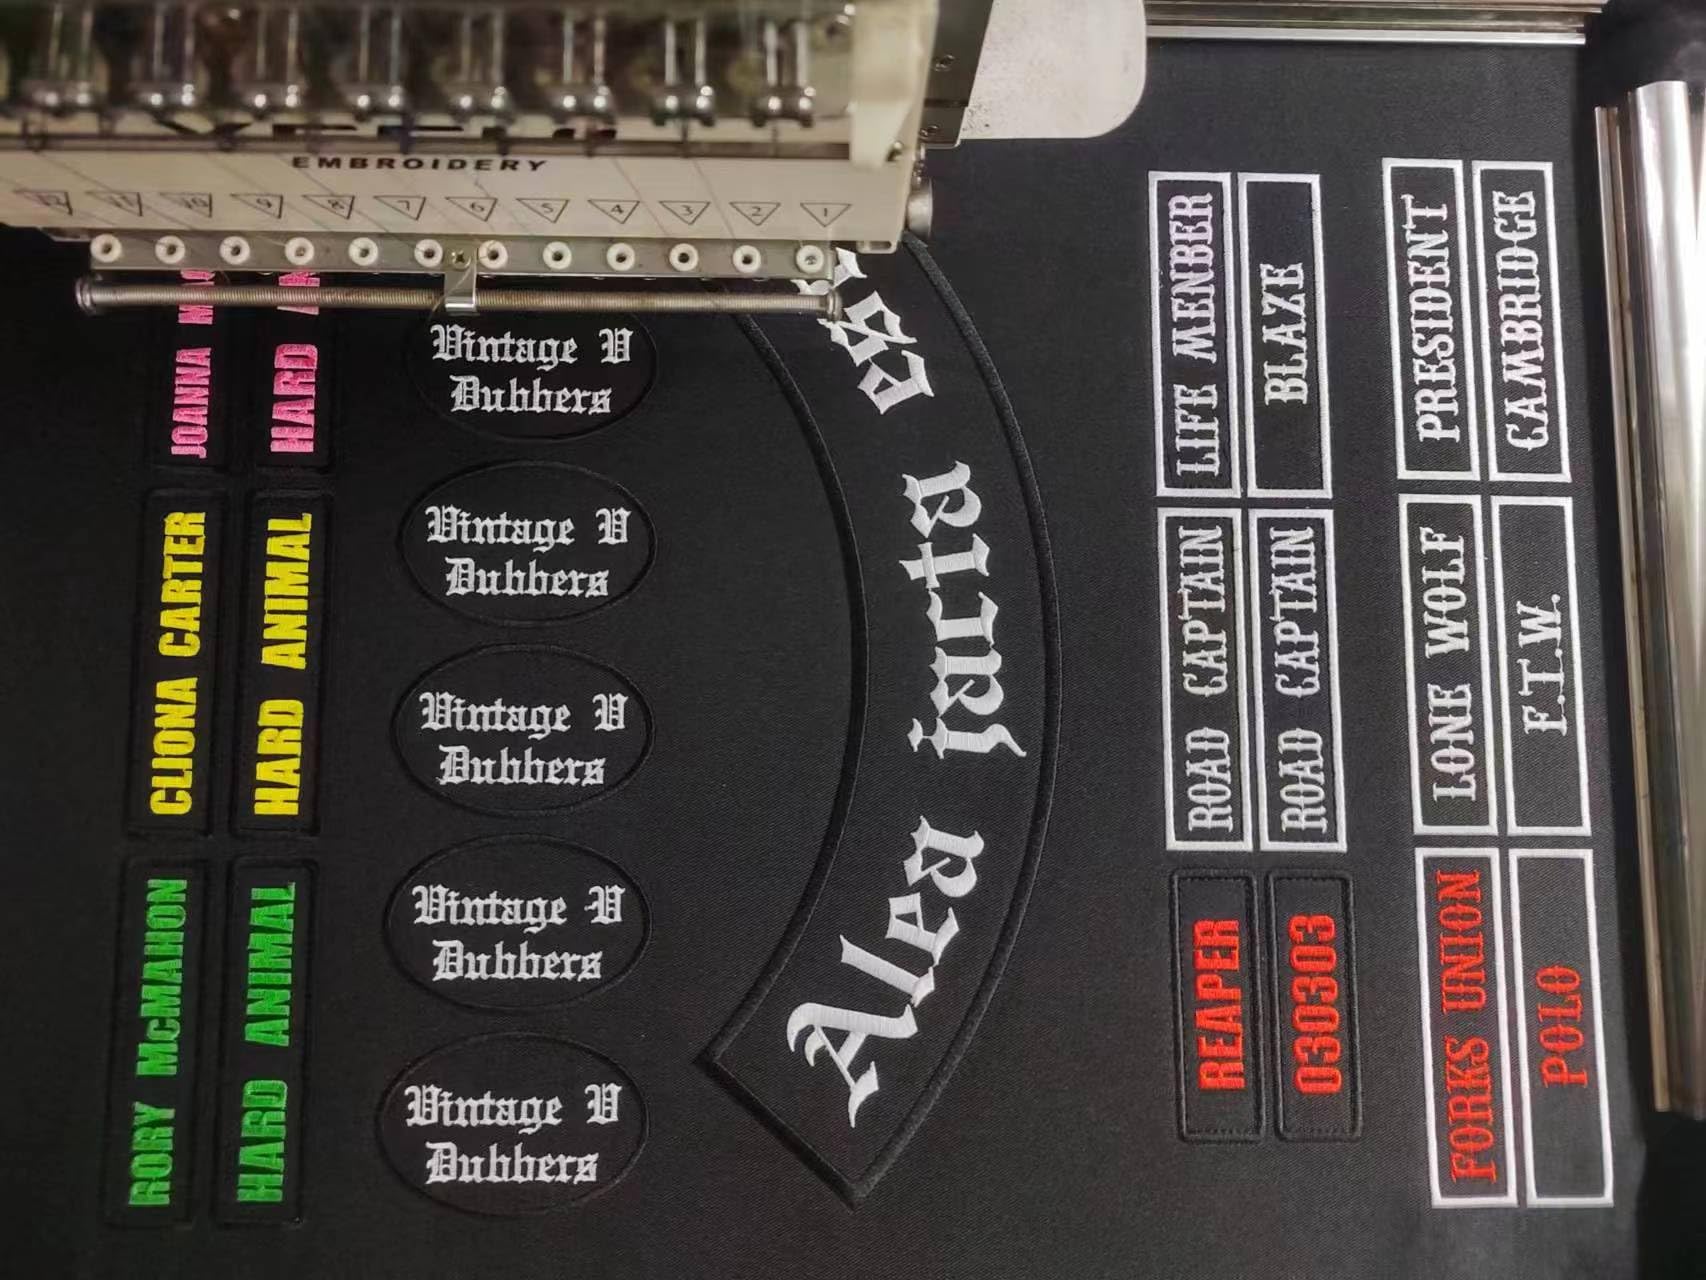 EMBROIDERY
12 11 10 9 8 7 6 5 4 3 2 1
JOANNA
HARD
CLIONA CARTER
HARD ANIMAL
RORY McMAHON
HARD ANIMAL
Vintage V
Dubbers
Vintage V
Dubbers
Vintage V
Dubbers
Vintage V
Dubbers
Vintage V
Dubbers
Alea jacta es
LIFE MENBER
BLAZE
ROAD CAPTAIN
ROAD CAPTAIN
REAPER
030303
PRESIDENT
CAMBRIDGE
LONE WOLF
F.T.W.
FORKS UNION
POLO